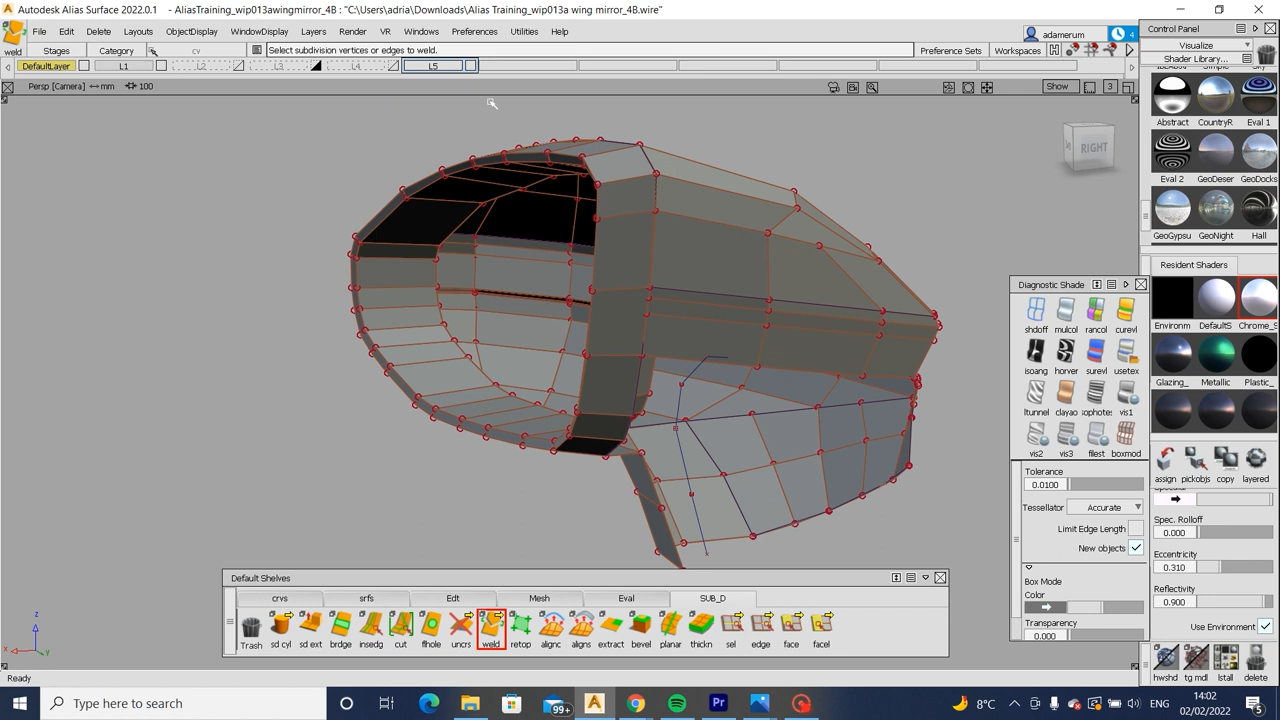 Autodesk Alias Surface 2022.0.1 - AliasTraining_wip013awingmirror_4B : "C:\Users\adria\Downloads\Alias Training_wip013a wing mirror_4B.wire"
File Edit Delete Layouts ObjectDisplay WindowDisplay Layers Render VR Windows Preferences Utilities Help
adamerum 4
weld Stages Category cv Select subdivision vertices or edges to weld. Preference Sets Workspaces
DefaultLayer L1 L2 L3 L4 L5
Persp [Camera] mm 100 Show 3
Control Panel
Visualize
Shader Library...
Abstract CountryR Eval 1
Eval 2 GeoDeser GeoDocks
GeoGypsu GeoNight Hall
RIGHT
Resident Shaders
Environm DefaultS Chrome_S
Glazing_ Metallic Plastic_
assign pickobjs copy layered
Spec. Rolloff
0.000
Eccentricity
0.310
Reflectivity
0.900
Use Environment
hwshd tg mdl lstall delete
Diagnostic Shade
shdoff mulcol rancol curevl
isoang horver surevl usetex
ltunnel clayao isophotes vis1
vis2 vis3 filest boxmod
Tolerance
0.0100
Tessellator Accurate
Limit Edge Length
New objects
Box Mode
Color
Transparency
0.000
Default Shelves
crvs srfs Edt Mesh Eval SUB_D
Trash sd cyl sd ext brdge insedg cut flhole uncrs weld retop alignc aligns extract bevel planar thickn sel edge face facel
z
x y
Ready
Type here to search
99+
8°C
14:02
02/02/2022
5